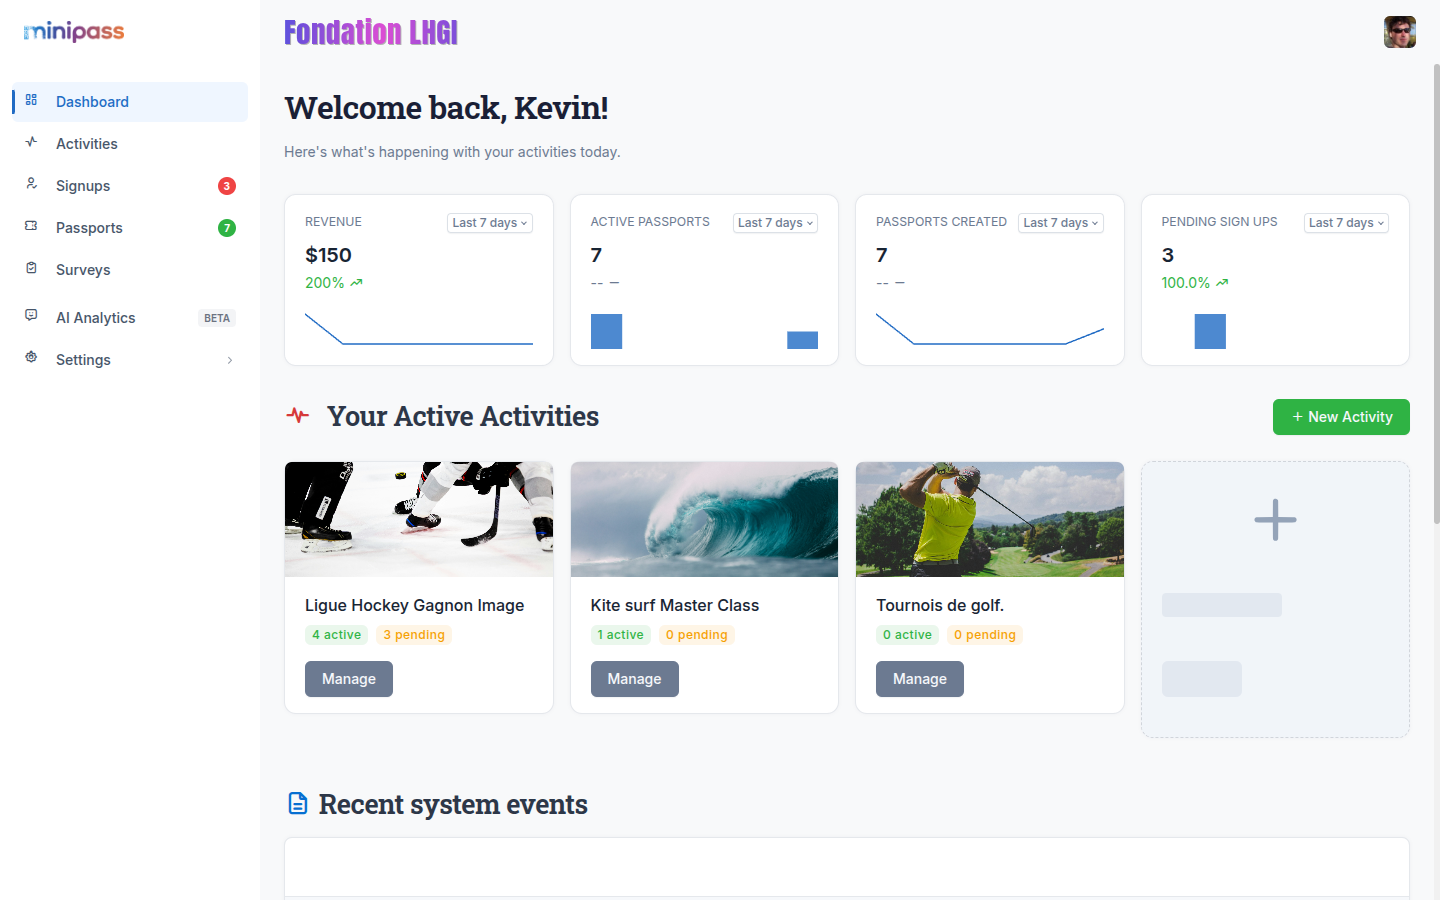 minipass
Fondation LHGI
Dashboard
Activities
Signups 3
Passports 7
Surveys
AI Analytics BETA
Settings
Welcome back, Kevin!
Here's what's happening with your activities today.
REVENUE Last 7 days
$150
200%
ACTIVE PASSPORTS Last 7 days
7
-- –
PASSPORTS CREATED Last 7 days
7
-- –
PENDING SIGN UPS Last 7 days
3
100.0%
Your Active Activities
+ New Activity
Ligue Hockey Gagnon Image
4 active 3 pending
Manage
Kite surf Master Class
1 active 0 pending
Manage
Tournois de golf.
0 active 0 pending
Manage
Recent system events